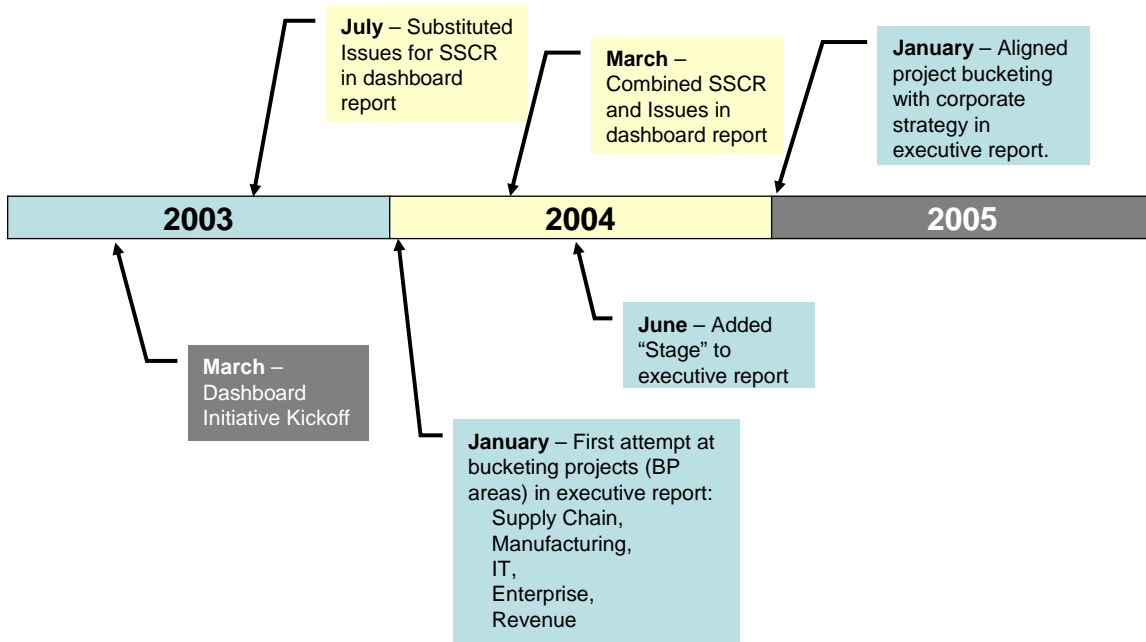 July – Substituted
Issues for SSCR
in dashboard
report
March –
Combined SSCR
and Issues in
dashboard report
January – Aligned
project bucketing
with corporate
strategy in
executive report.
2003
2004
2005
March –
Dashboard
Initiative Kickoff
January – First attempt at
bucketing projects (BP
areas) in executive report:
Supply Chain,
Manufacturing,
IT,
Enterprise,
Revenue
June – Added
“Stage” to
executive report